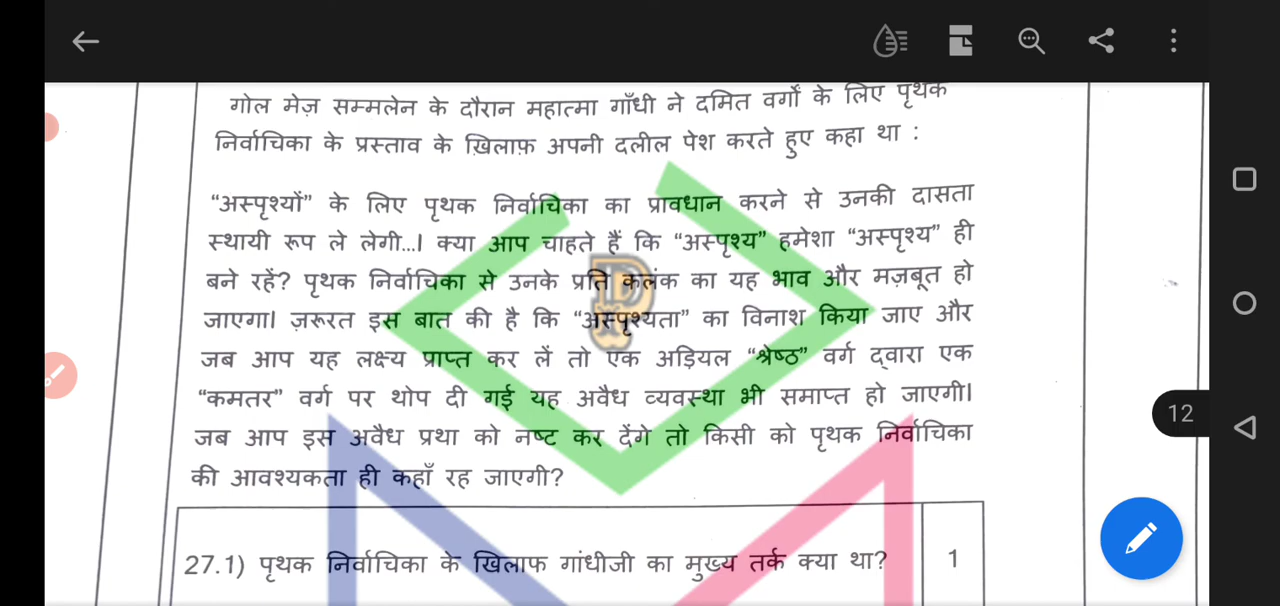 गोल मेज़ सम्मलेन के दौरान महात्मा गाँधी ने दमित वर्गों के लिए पृथक
निर्वाचिका के प्रस्ताव के ख़िलाफ़ अपनी दलील पेश करते हुए कहा था :
“अस्पृश्यों” के लिए पृथक निर्वाचिका का प्रावधान करने से उनकी दासता
स्थायी रूप ले लेगी...। क्या आप चाहते हैं कि “अस्पृश्य” हमेशा “अस्पृश्य” ही
बने रहें? पृथक निर्वाचिका से उनके प्रति कलंक का यह भाव और मज़बूत हो
जाएगा। ज़रूरत इस बात की है कि “अस्पृश्यता” का विनाश किया जाए और
जब आप यह लक्ष्य प्राप्त कर लें तो एक अड़ियल “श्रेष्ठ” वर्ग द्वारा एक
“कमतर” वर्ग पर थोप दी गई यह अवैध व्यवस्था भी समाप्त हो जाएगी।
जब आप इस अवैध प्रथा को नष्ट कर देंगे तो किसी को पृथक निर्वाचिका
की आवश्यकता ही कहाँ रह जाएगी?
12
27.1) पृथक निर्वाचिका के खिलाफ गांधीजी का मुख्य तर्क क्या था? 1